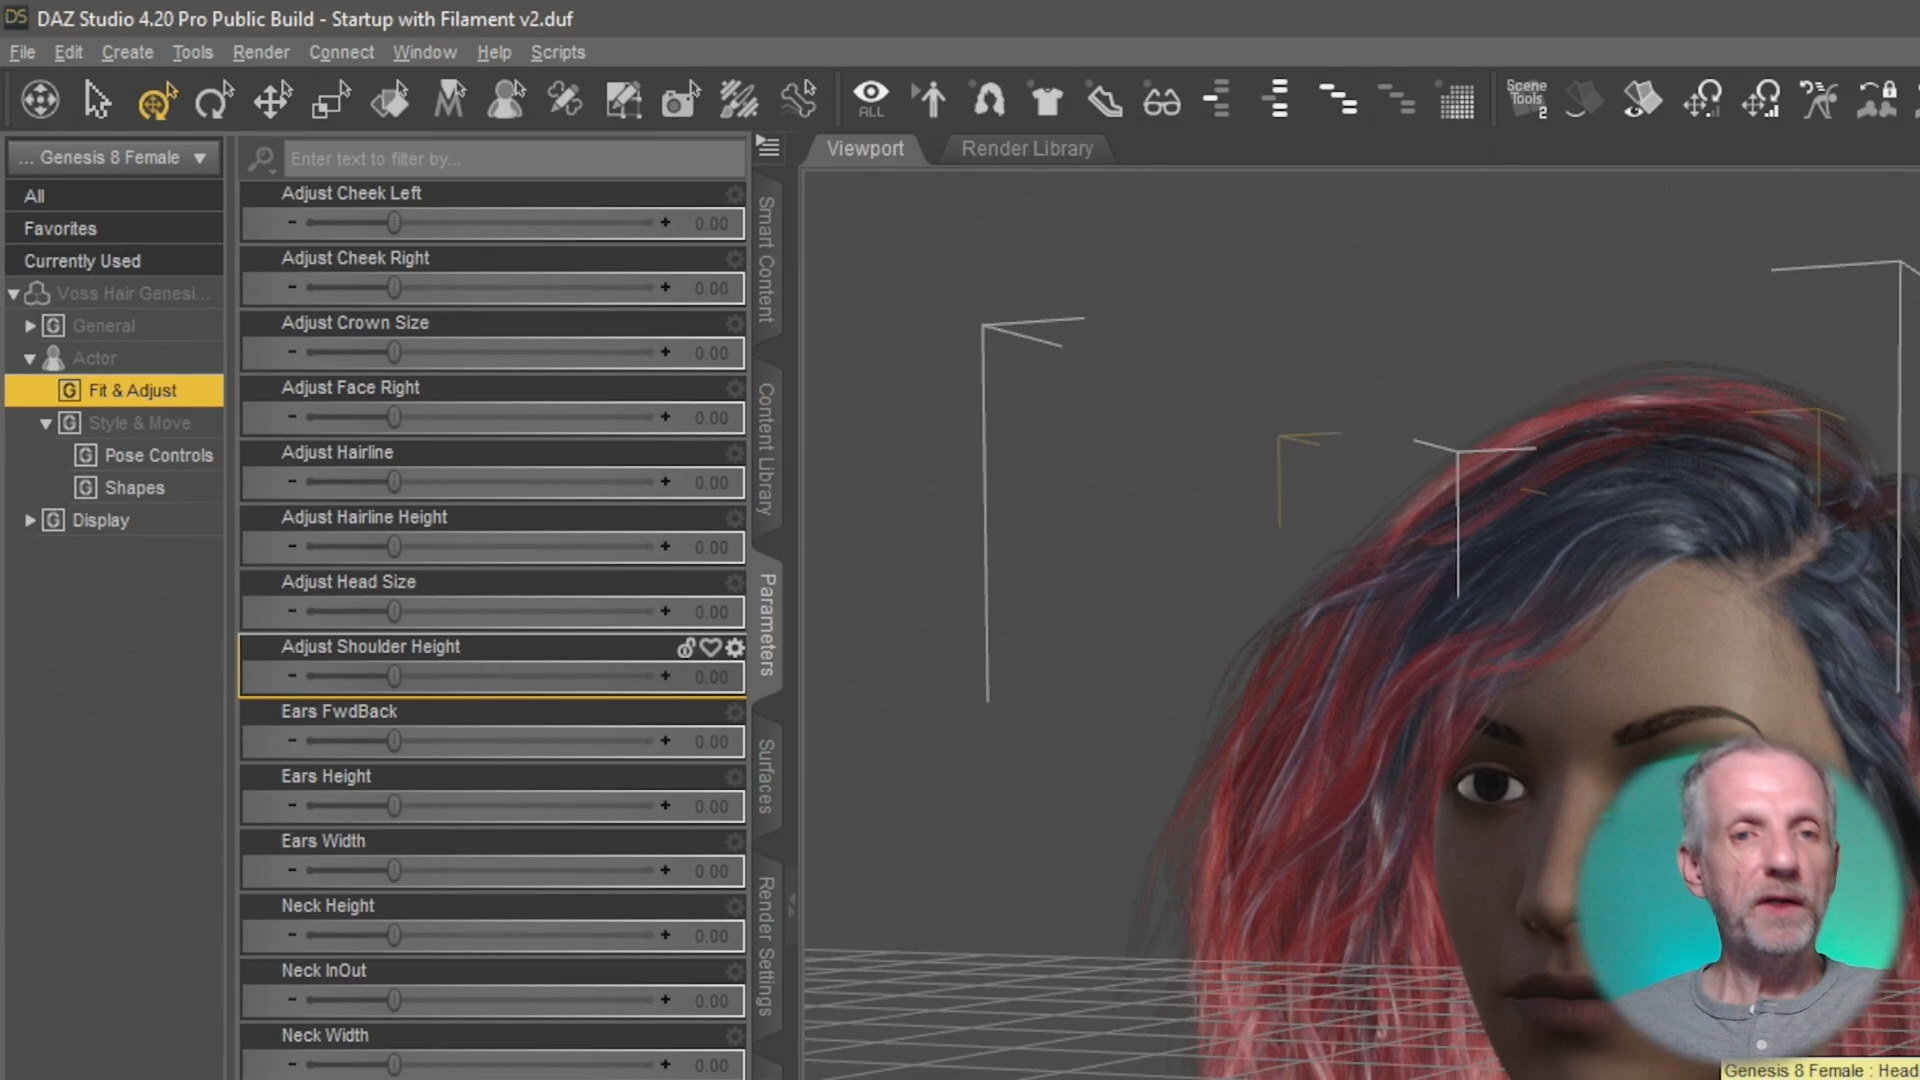 DS DAZ Studio 4.20 Pro Public Build - Startup with Filament v2.duf
File Edit Create Tools Render Connect Window Help Scripts
ALL
Scene
Tools
2
... Genesis 8 Female
All
Favorites
Currently Used
Voss Hair Genesi...
G General
Actor
G Fit & Adjust
G Style & Move
G Pose Controls
G Shapes
G Display
Enter text to filter by...
Adjust Cheek Left
- + 0.00
Adjust Cheek Right
- + 0.00
Adjust Crown Size
- + 0.00
Adjust Face Right
- + 0.00
Adjust Hairline
- + 0.00
Adjust Hairline Height
- + 0.00
Adjust Head Size
- + 0.00
Adjust Shoulder Height
- + 0.00
Ears FwdBack
- + 0.00
Ears Height
- + 0.00
Ears Width
- + 0.00
Neck Height
- + 0.00
Neck InOut
- + 0.00
Neck Width
- + 0.00
Smart Content
Content Library
Parameters
Surfaces
Render Settings
Viewport
Render Library
Genesis 8 Female : Head